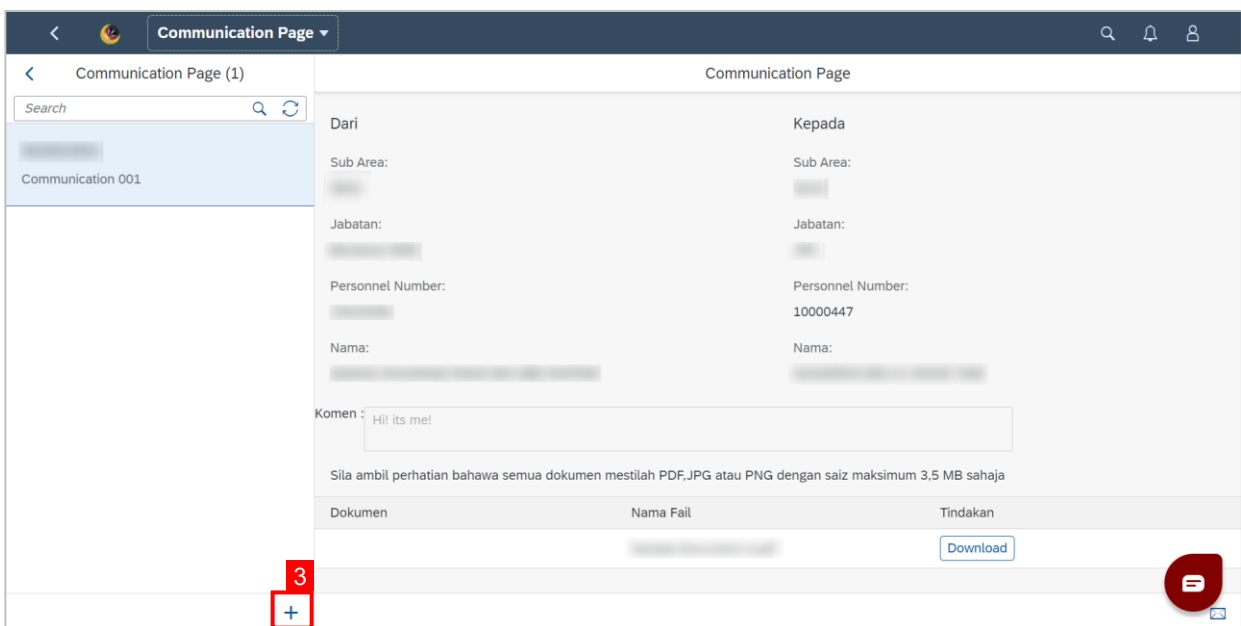 Communication Page
Communication Page (1)
Communication Page
Search
Communication 001
Dari
Kepada
Sub Area:
Sub Area:
Jabatan:
Jabatan:
Personnel Number:
Personnel Number:
10000447
Nama:
Nama:
Komen :
Hi! its me!
Sila ambil perhatian bahawa semua dokumen mestilah PDF,JPG atau PNG dengan saiz maksimum 3,5 MB sahaja
Dokumen
Nama Fail
Tindakan
Download
3